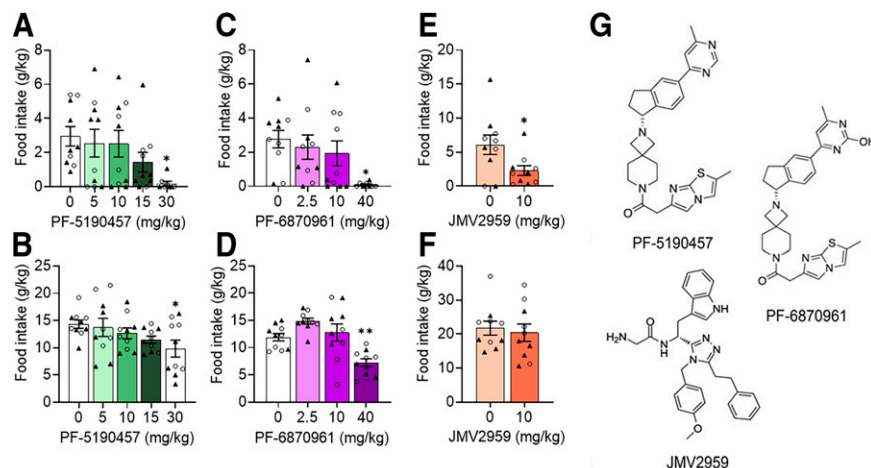 A
Food intake (g/kg)
8
6
4
2
0
*
0 5 10 15 30
PF-5190457 (mg/kg)
C
Food intake (g/kg)
8
6
4
2
0
*
0 2.5 10 40
PF-6870961 (mg/kg)
E
Food intake (g/kg)
20
15
10
5
0
*
0 10
JMV2959 (mg/kg)
B
Food intake (g/kg)
25
20
15
10
5
0
*
0 5 10 15 30
PF-5190457 (mg/kg)
D
Food intake (g/kg)
25
20
15
10
5
0
**
0 2.5 10 40
PF-6870961 (mg/kg)
F
Food intake (g/kg)
40
30
20
10
0
0 10
JMV2959 (mg/kg)
G
N
N
N
N
O
S
N
N
PF-5190457
N
N
OH
N
N
O
S
N
N
PF-6870961
NH
O
H2N
N
H
N
N
N
O
JMV2959